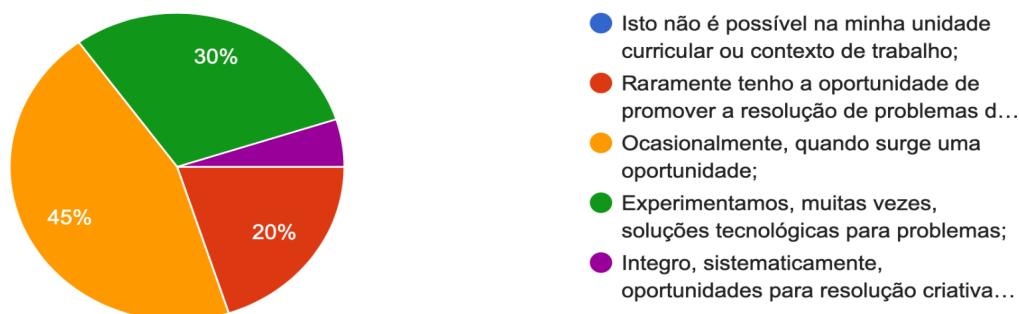 30%
45%
20%
Isto não é possível na minha unidade
curricular ou contexto de trabalho;
Raramente tenho a oportunidade de
promover a resolução de problemas d…
Ocasionalmente, quando surge uma
oportunidade;
Experimentamos, muitas vezes,
soluções tecnológicas para problemas;
Integro, sistematicamente,
oportunidades para resolução criativa…